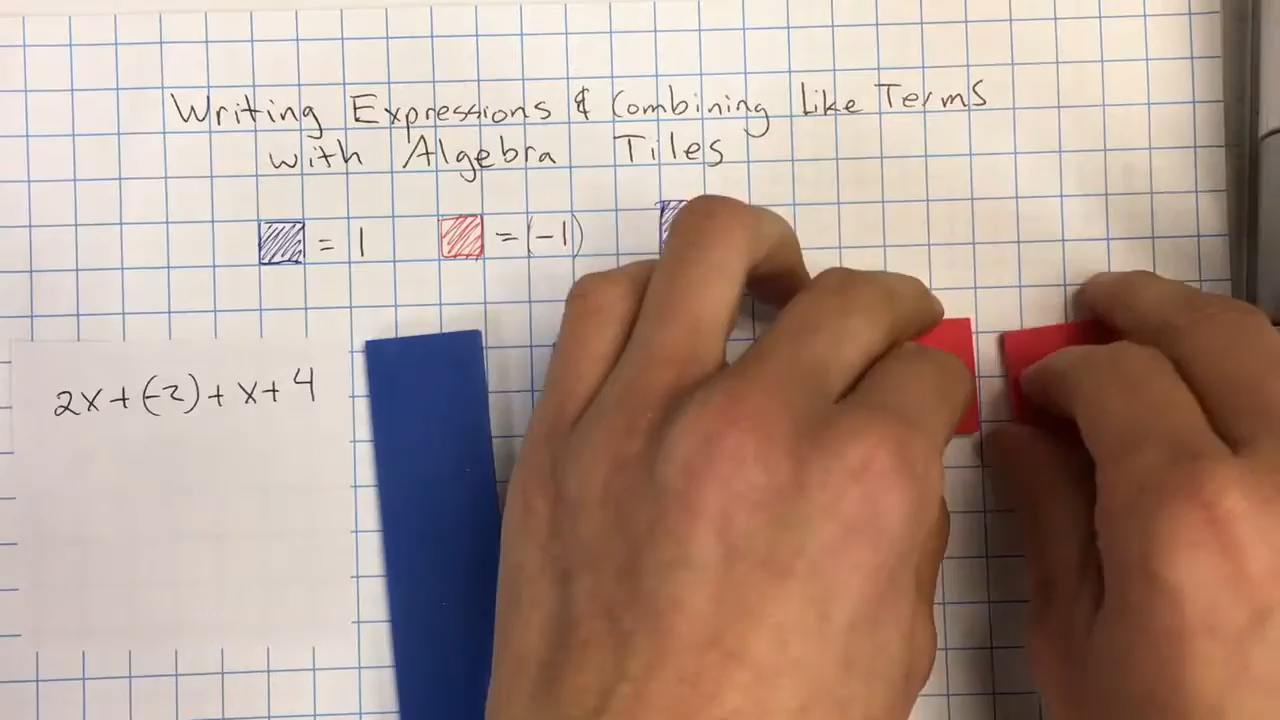 Writing Expressions & Combining Like Terms
with Algebra Tiles
= 1 = (-1)
2x + (-2) + x + 4